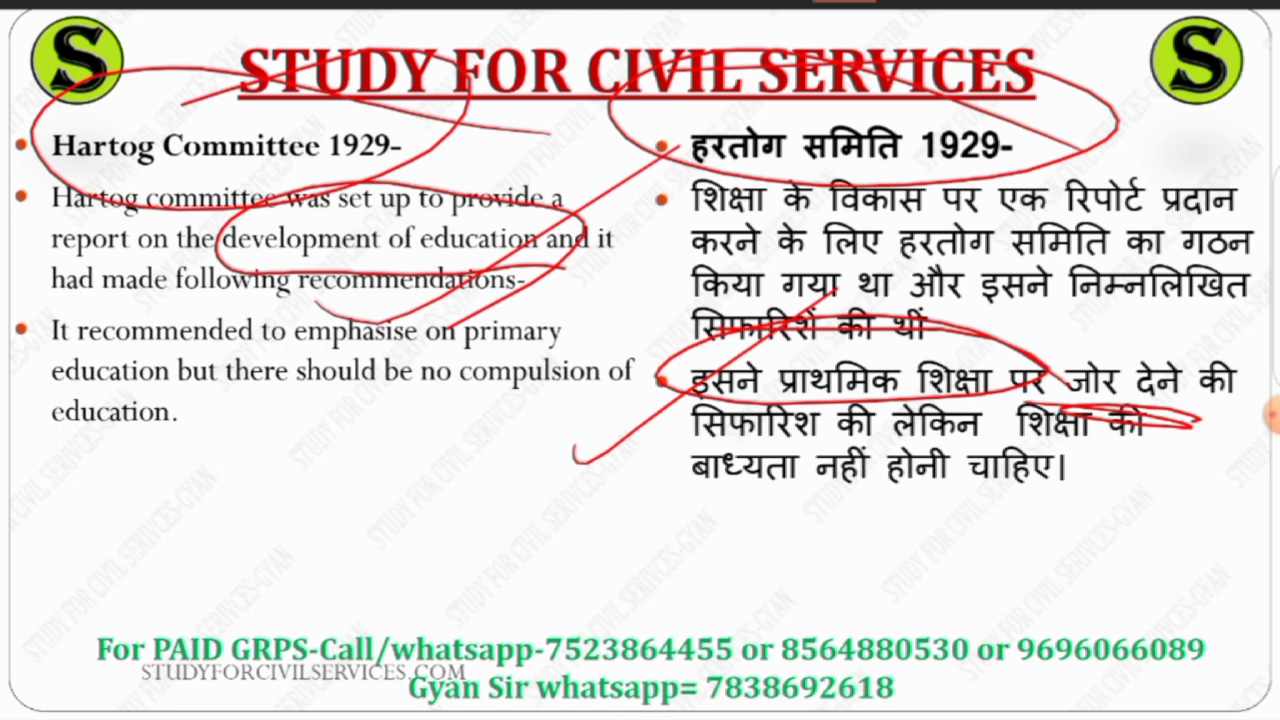 STUDY FOR CIVIL SERVICES
Hartog Committee 1929-
Hartog committee was set up to provide a
report on the development of education and it
had made following recommendations-
It recommended to emphasise on primary
education but there should be no compulsion of
education.
हरतोग समिति 1929-
शिक्षा के विकास पर एक रिपोर्ट प्रदान
करने के लिए हरतोग समिति का गठन
किया गया था और इसने निम्नलिखित
सिफारिशें की थीं
इसने प्राथमिक शिक्षा पर जोर देने की
सिफारिश की लेकिन शिक्षा की
बाध्यता नहीं होनी चाहिए।
For PAID GRPS-Call/whatsapp-7523864455 or 8564880530 or 9696066089
STUDYFORCIVILSERVICES.COM
Gyan Sir whatsapp= 7838692618